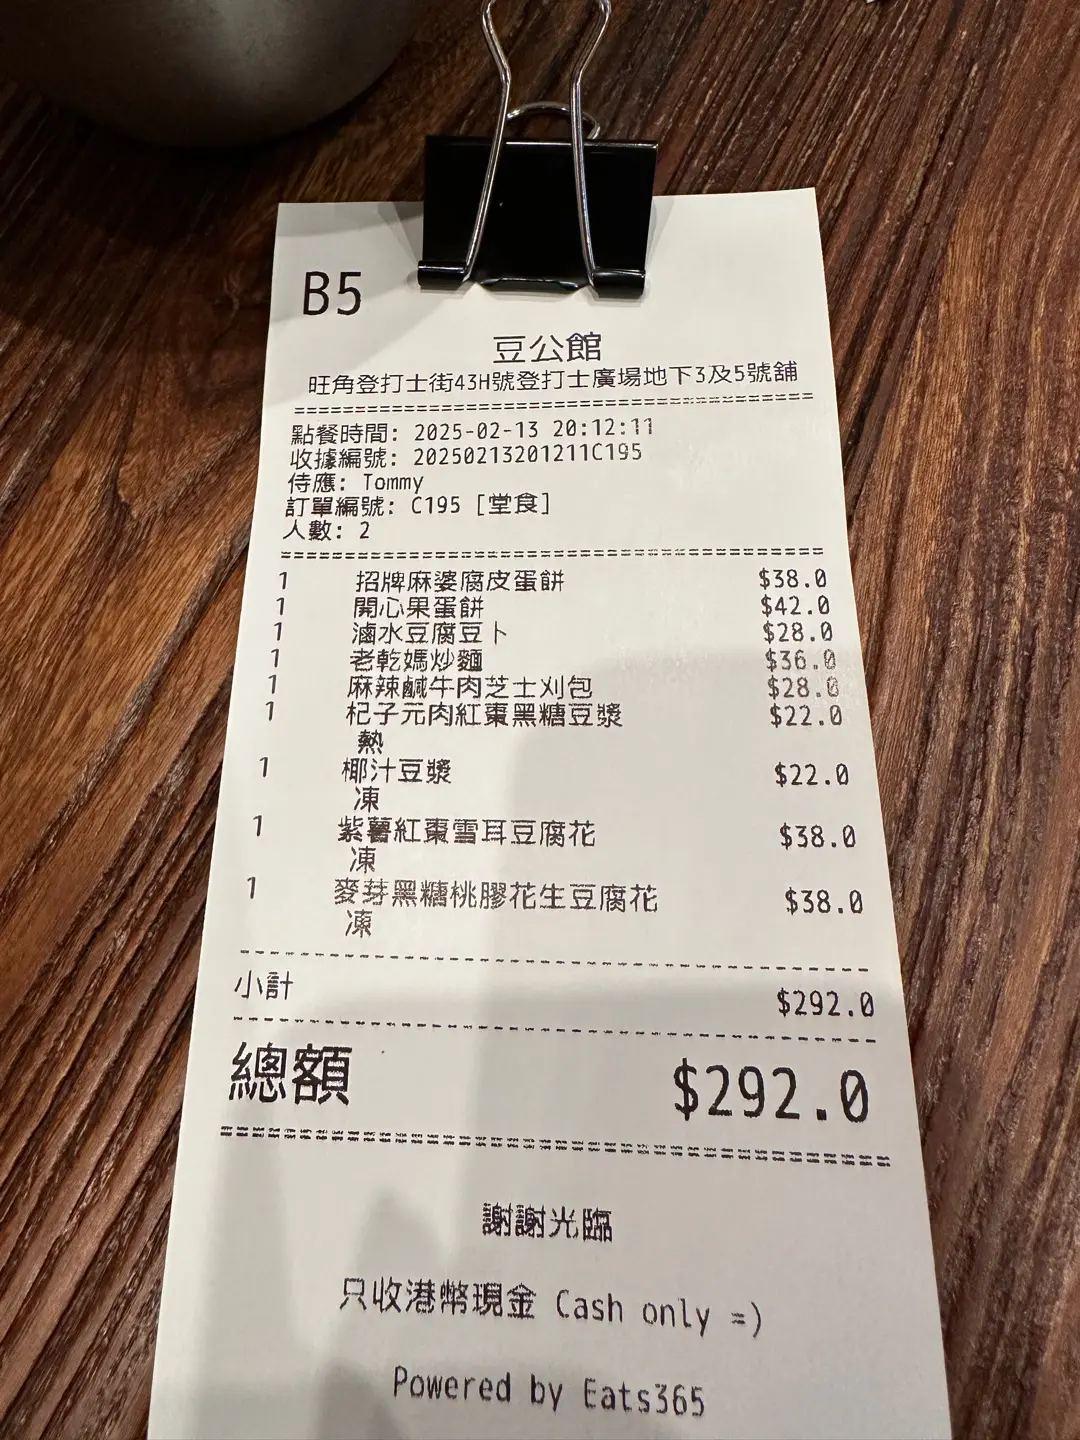 B5
豆公館
旺角登打士街43H號登打士廣場地下3及5號舖
點餐時間: 2025-02-13 20:12:11
收據編號: 20250213201211C195
侍應: Tommy
訂單編號: C195 [堂食]
人數: 2
1 招牌麻婆腐皮蛋餅 $38.0
1 開心果蛋餅 $42.0
1 滷水豆腐豆卜 $28.0
1 老乾媽炒麵 $36.0
1 麻辣鹹牛肉芝士刈包 $28.0
1 杞子元肉紅棗黑糖豆漿 $22.0
熱
1 椰汁豆漿 $22.0
凍
1 紫薯紅棗雪耳豆腐花 $38.0
凍
1 麥芽黑糖桃膠花生豆腐花 $38.0
凍
小計 $292.0
總額 $292.0
謝謝光臨
只收港幣現金 Cash only =)
Powered by Eats365